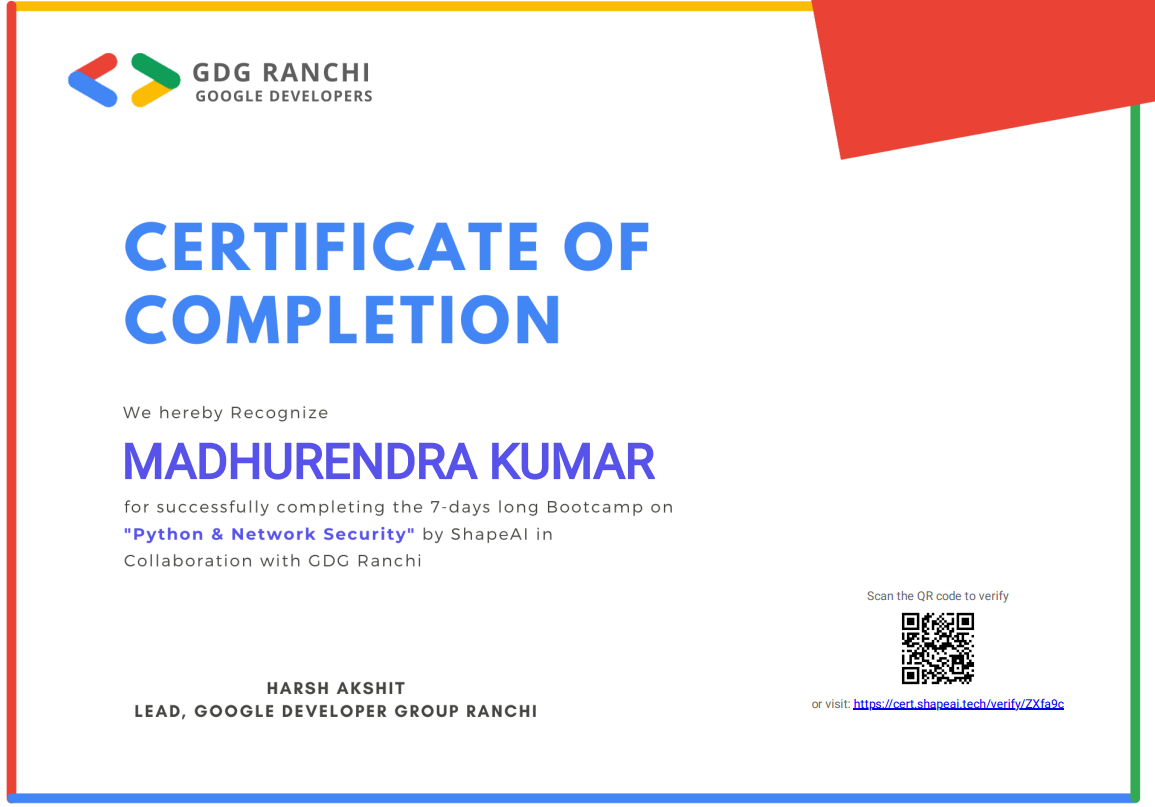 GDG RANCHI
GOOGLE DEVELOPERS
CERTIFICATE OF
COMPLETION
We hereby Recognize
MADHURENDRA KUMAR
for successfully completing the 7-days long Bootcamp on
"Python & Network Security" by ShapeAI in
Collaboration with GDG Ranchi
Scan the QR code to verify
or visit: https://cert.shapeai.tech/verify/ZXfa9c
HARSH AKSHIT
LEAD, GOOGLE DEVELOPER GROUP RANCHI